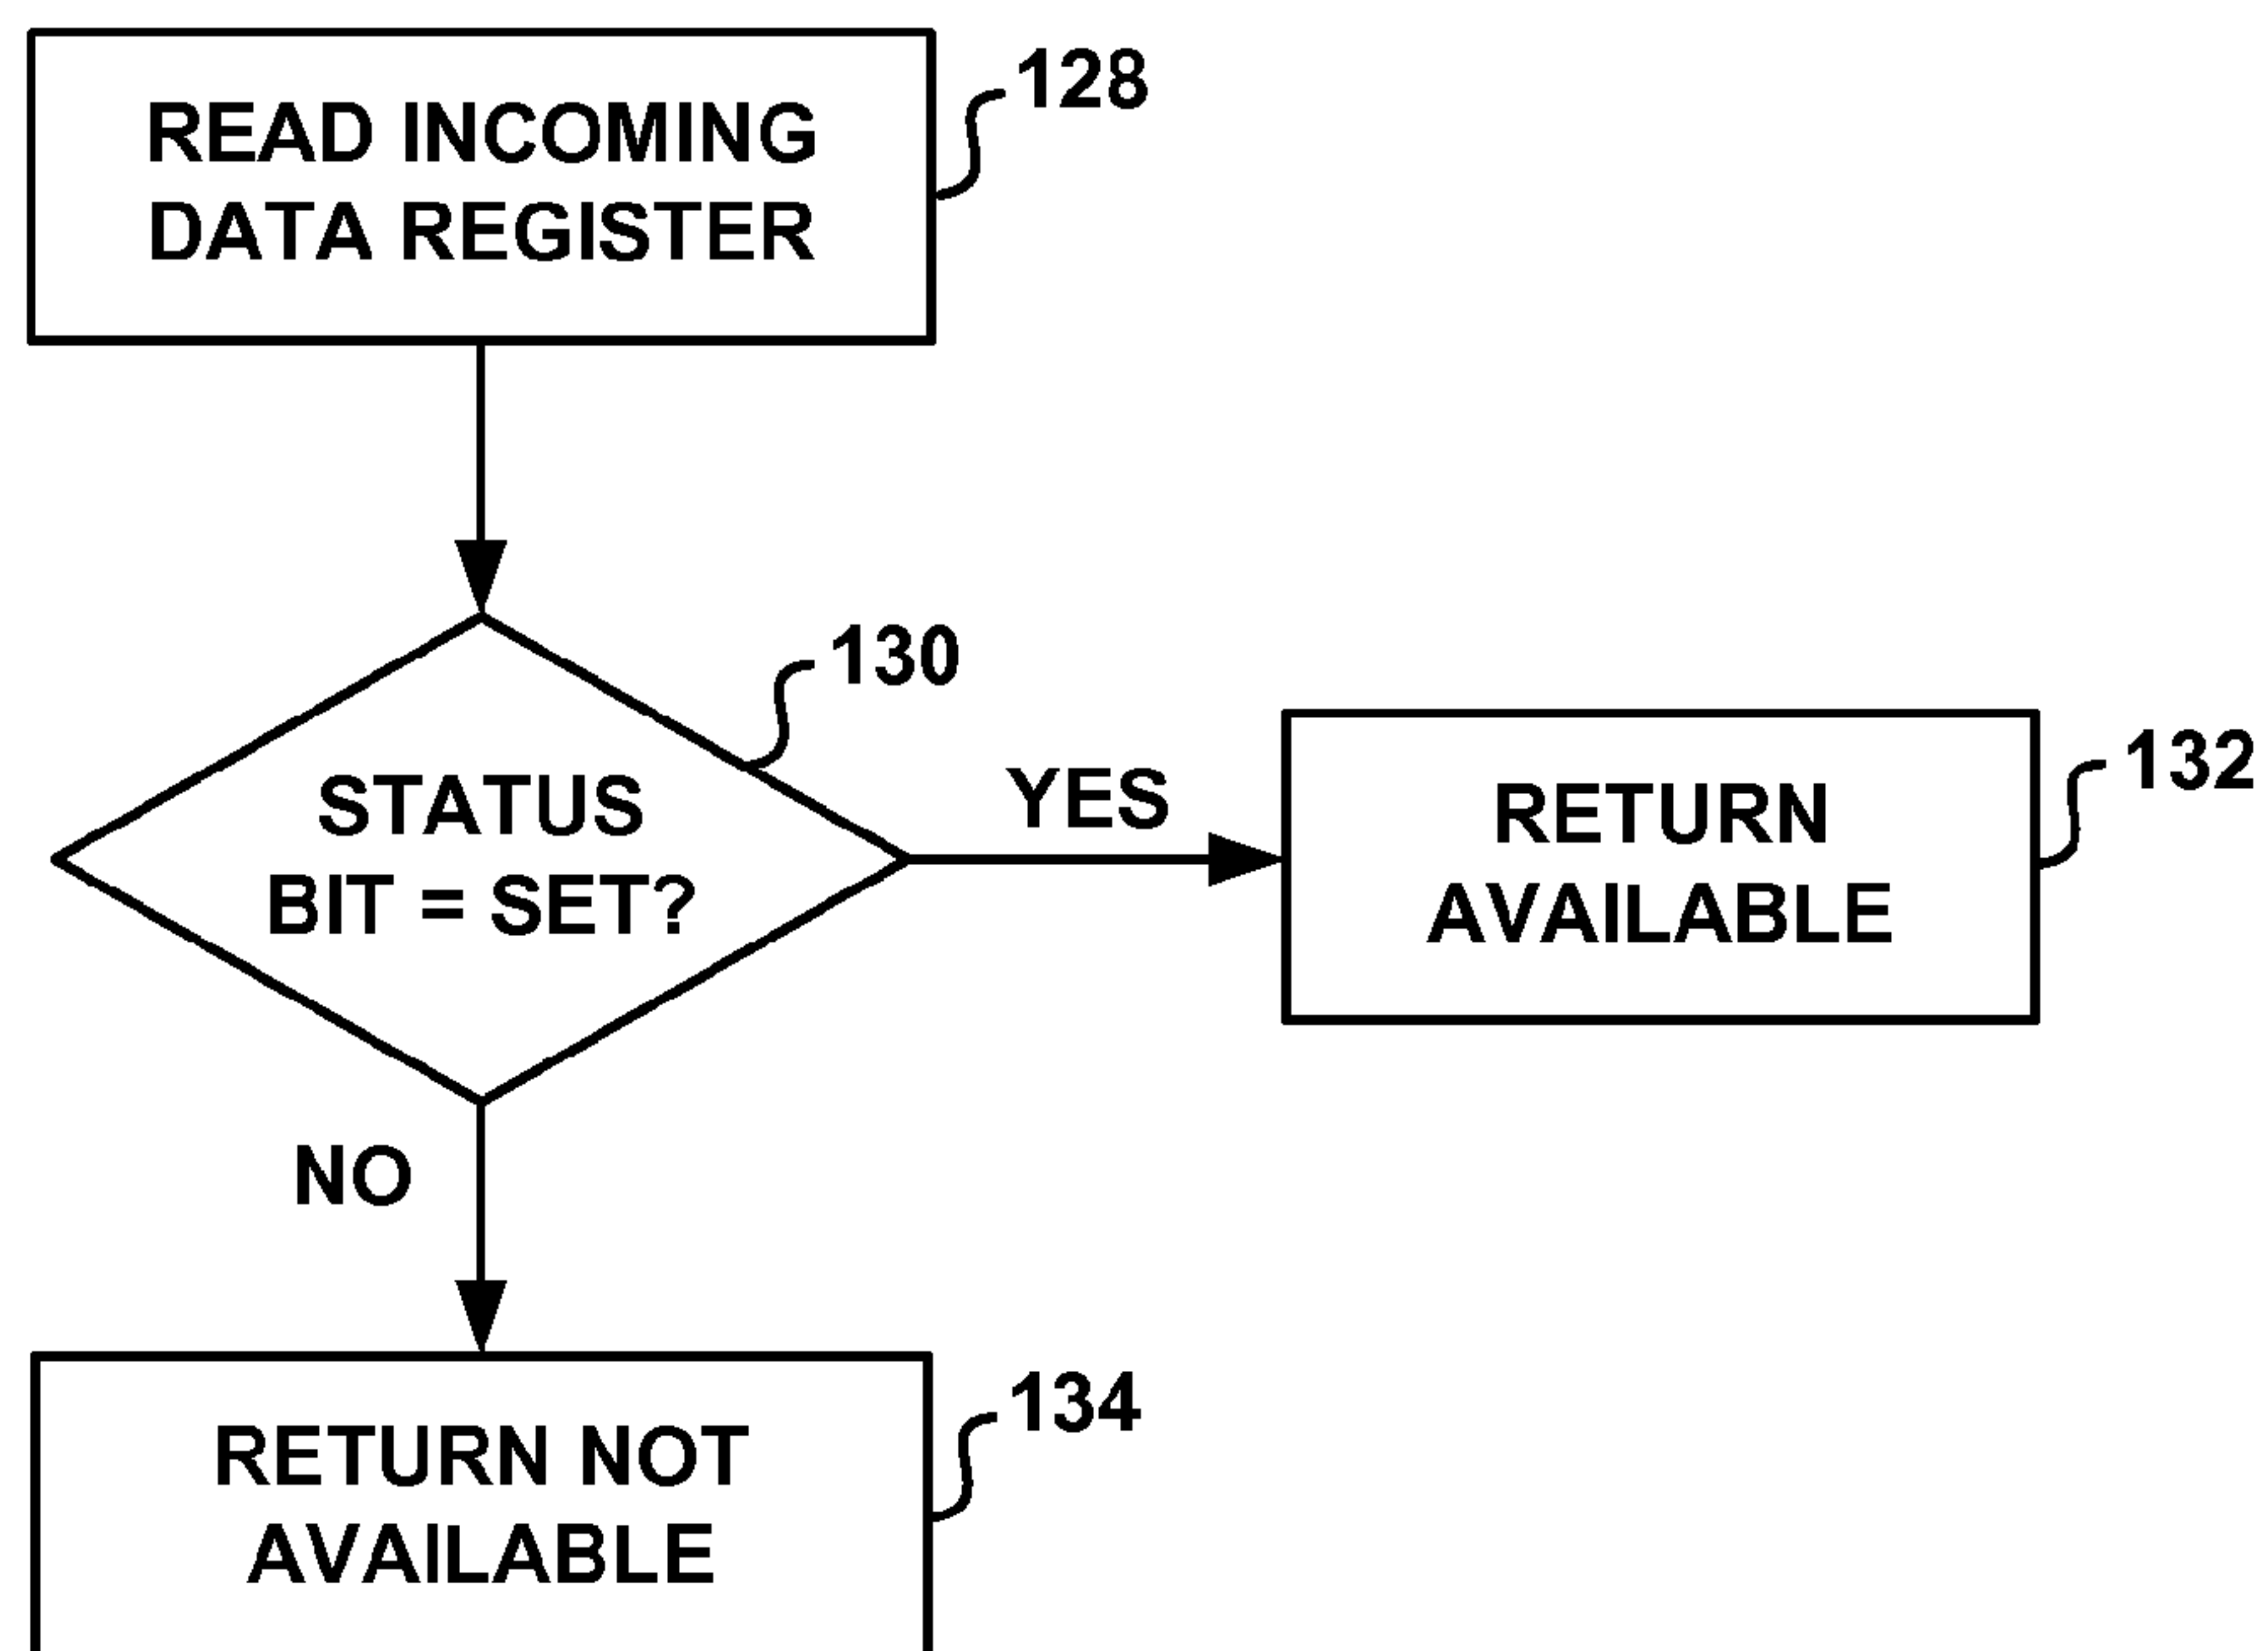 READ INCOMING
DATA REGISTER
128
130
STATUS
BIT = SET?
YES
RETURN
AVAILABLE
132
NO
RETURN NOT
AVAILABLE
134